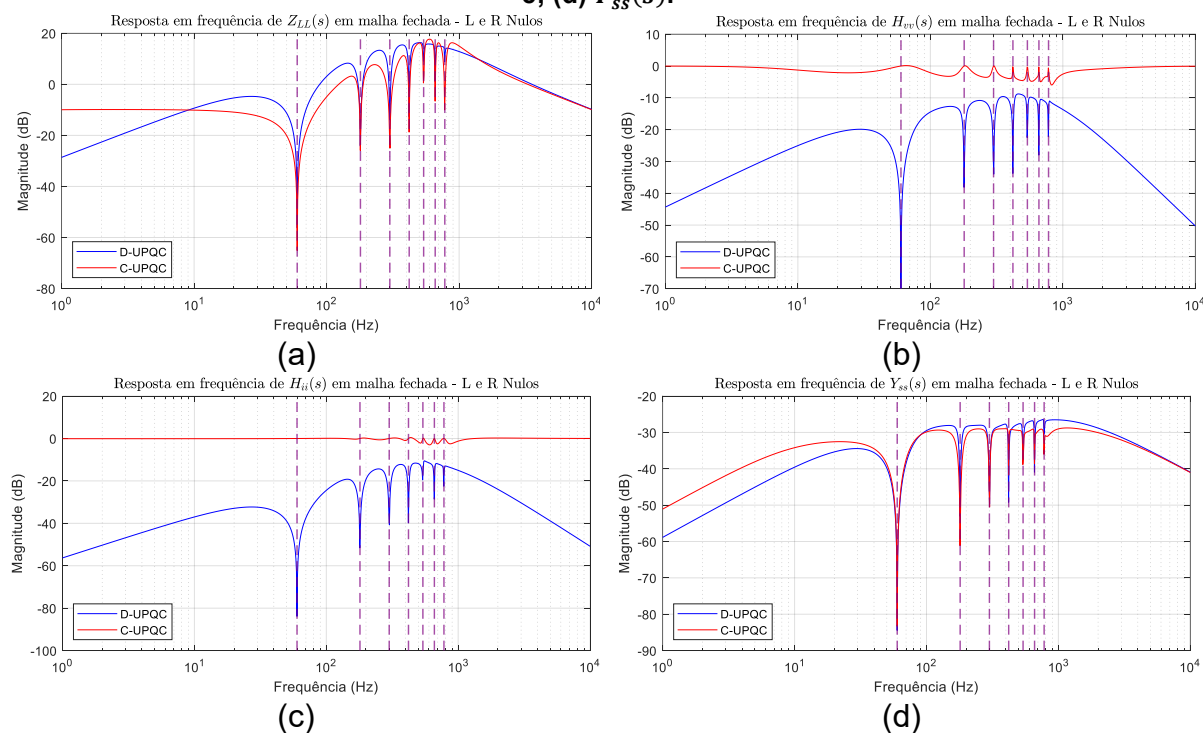 e, (d) Y_ss(s).
Resposta em frequência de Z_LL(s) em malha fechada - L e R Nulos
Magnitude (dB)
20
0
-20
-40
-60
-80
D-UPQC
C-UPQC
10^0
10^1
10^2
10^3
10^4
Frequência (Hz)
(a)
Resposta em frequência de H_vv(s) em malha fechada - L e R Nulos
Magnitude (dB)
10
0
-10
-20
-30
-40
-50
-60
-70
D-UPQC
C-UPQC
10^0
10^1
10^2
10^3
10^4
Frequência (Hz)
(b)
Resposta em frequência de H_ii(s) em malha fechada - L e R Nulos
Magnitude (dB)
20
0
-20
-40
-60
-80
-100
D-UPQC
C-UPQC
10^0
10^1
10^2
10^3
10^4
Frequência (Hz)
(c)
Resposta em frequência de Y_ss(s) em malha fechada - L e R Nulos
Magnitude (dB)
-20
-30
-40
-50
-60
-70
-80
-90
D-UPQC
C-UPQC
10^0
10^1
10^2
10^3
10^4
Frequência (Hz)
(d)